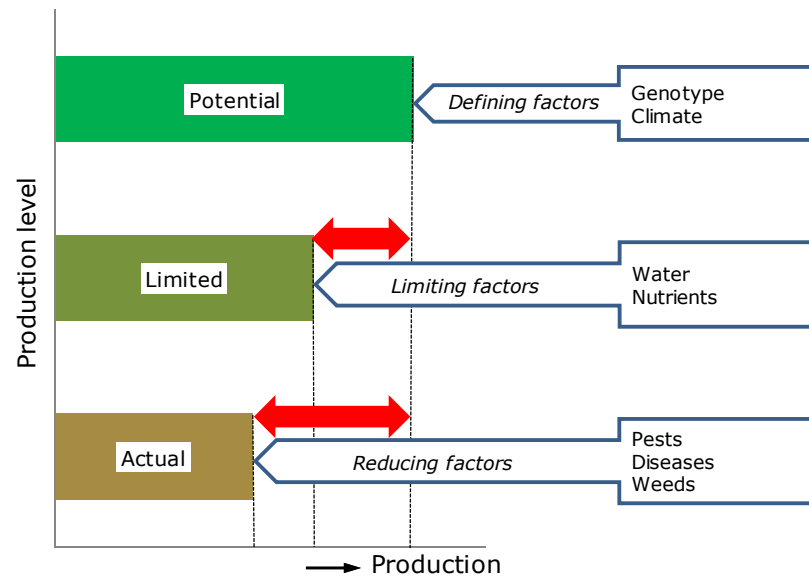 Potential
Defining factors
Genotype
Climate
Production level
Limited
Limiting factors
Water
Nutrients
Actual
Reducing factors
Pests
Diseases
Weeds
Production